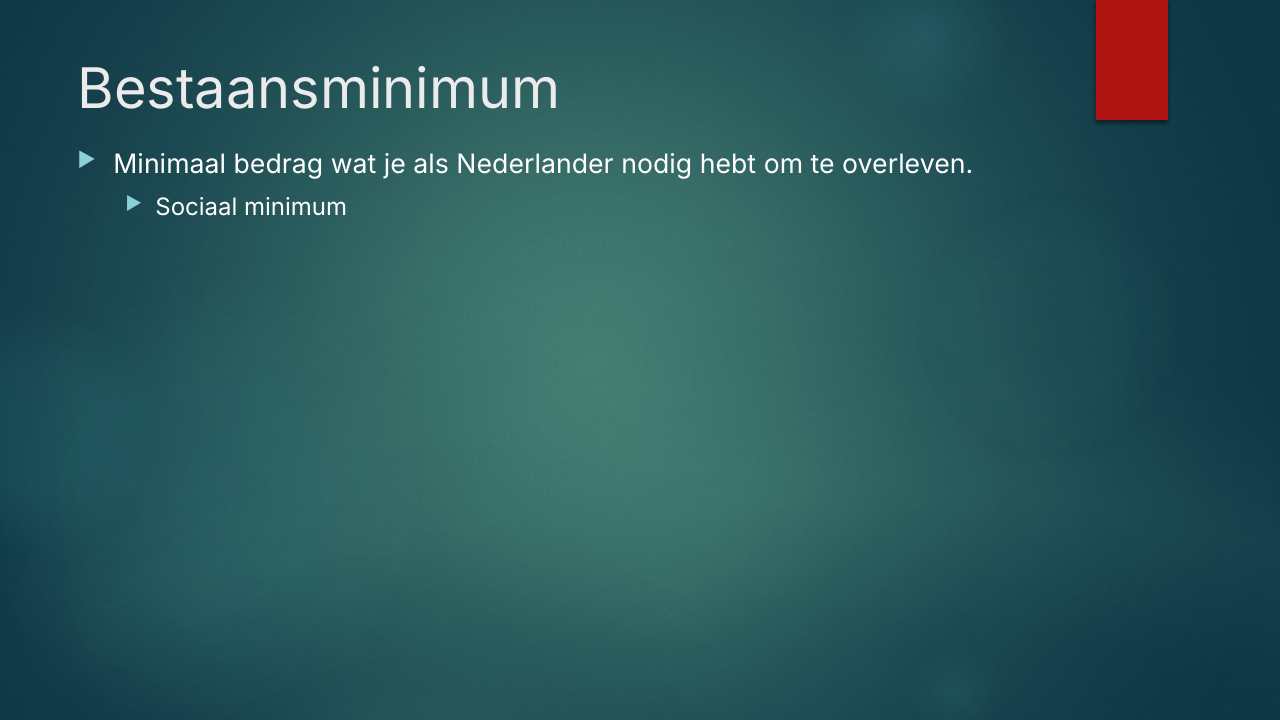 Bestaansminimum
Minimaal bedrag wat je als Nederlander nodig hebt om te overleven.
Sociaal minimum